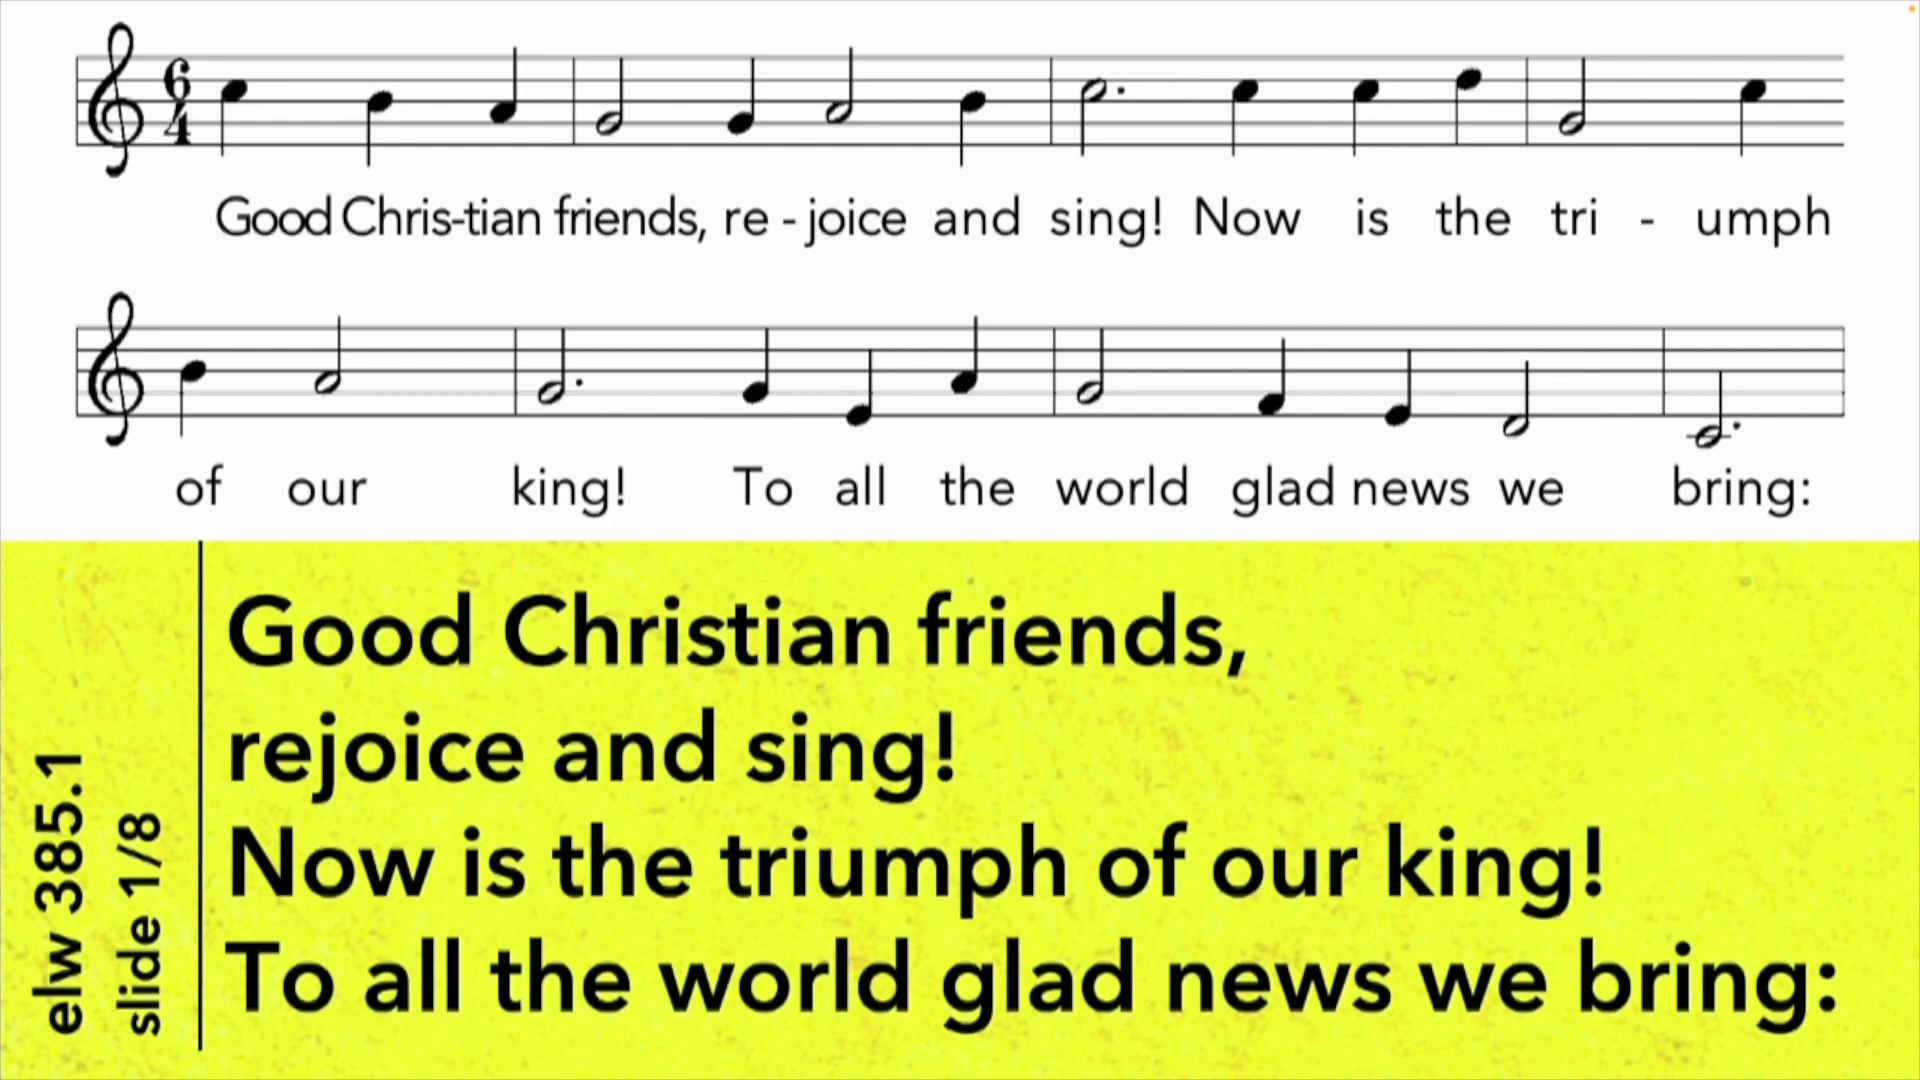 6
4
Good Chris-tian friends, re - joice and sing! Now is the tri - umph
of our king! To all the world glad news we bring:
elw 385.1
slide 1/8
Good Christian friends,
rejoice and sing!
Now is the triumph of our king!
To all the world glad news we bring: